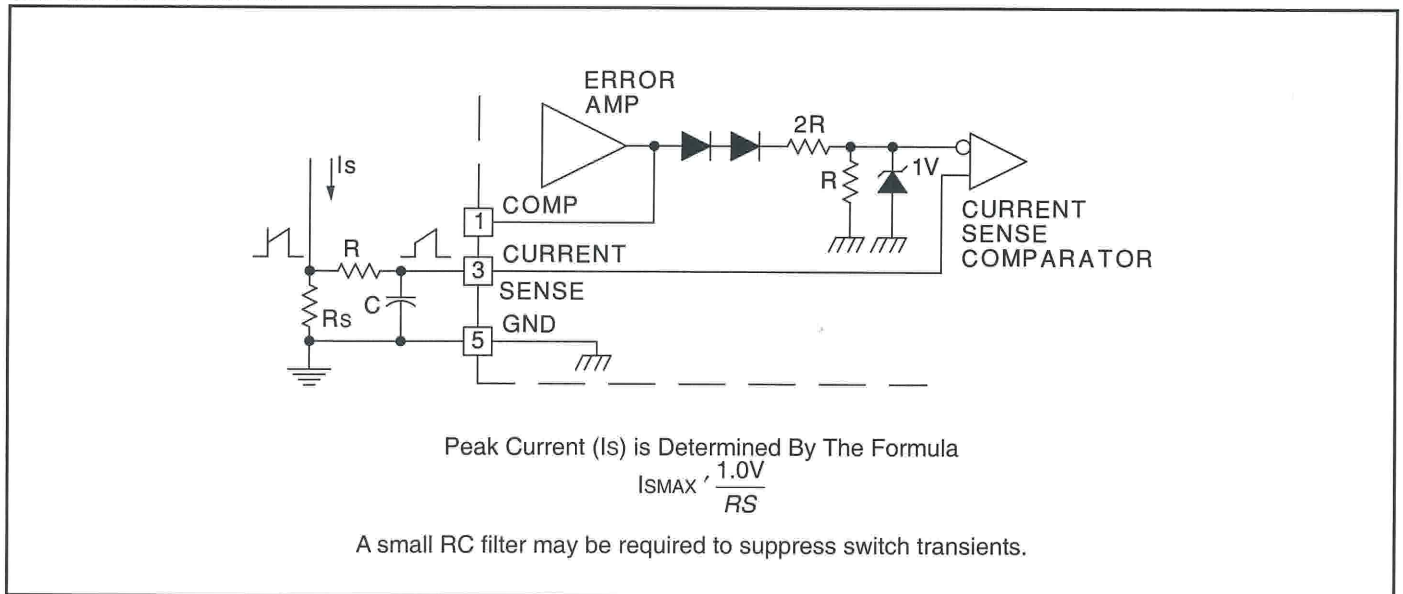 ERROR
AMP
2R
Is
R
1V
1
COMP
CURRENT
SENSE
COMPARATOR
R
3
CURRENT
SENSE
C
Rs
5
GND
Peak Current (Is) is Determined By The Formula
ISMAX ′ 1.0V
RS
A small RC filter may be required to suppress switch transients.